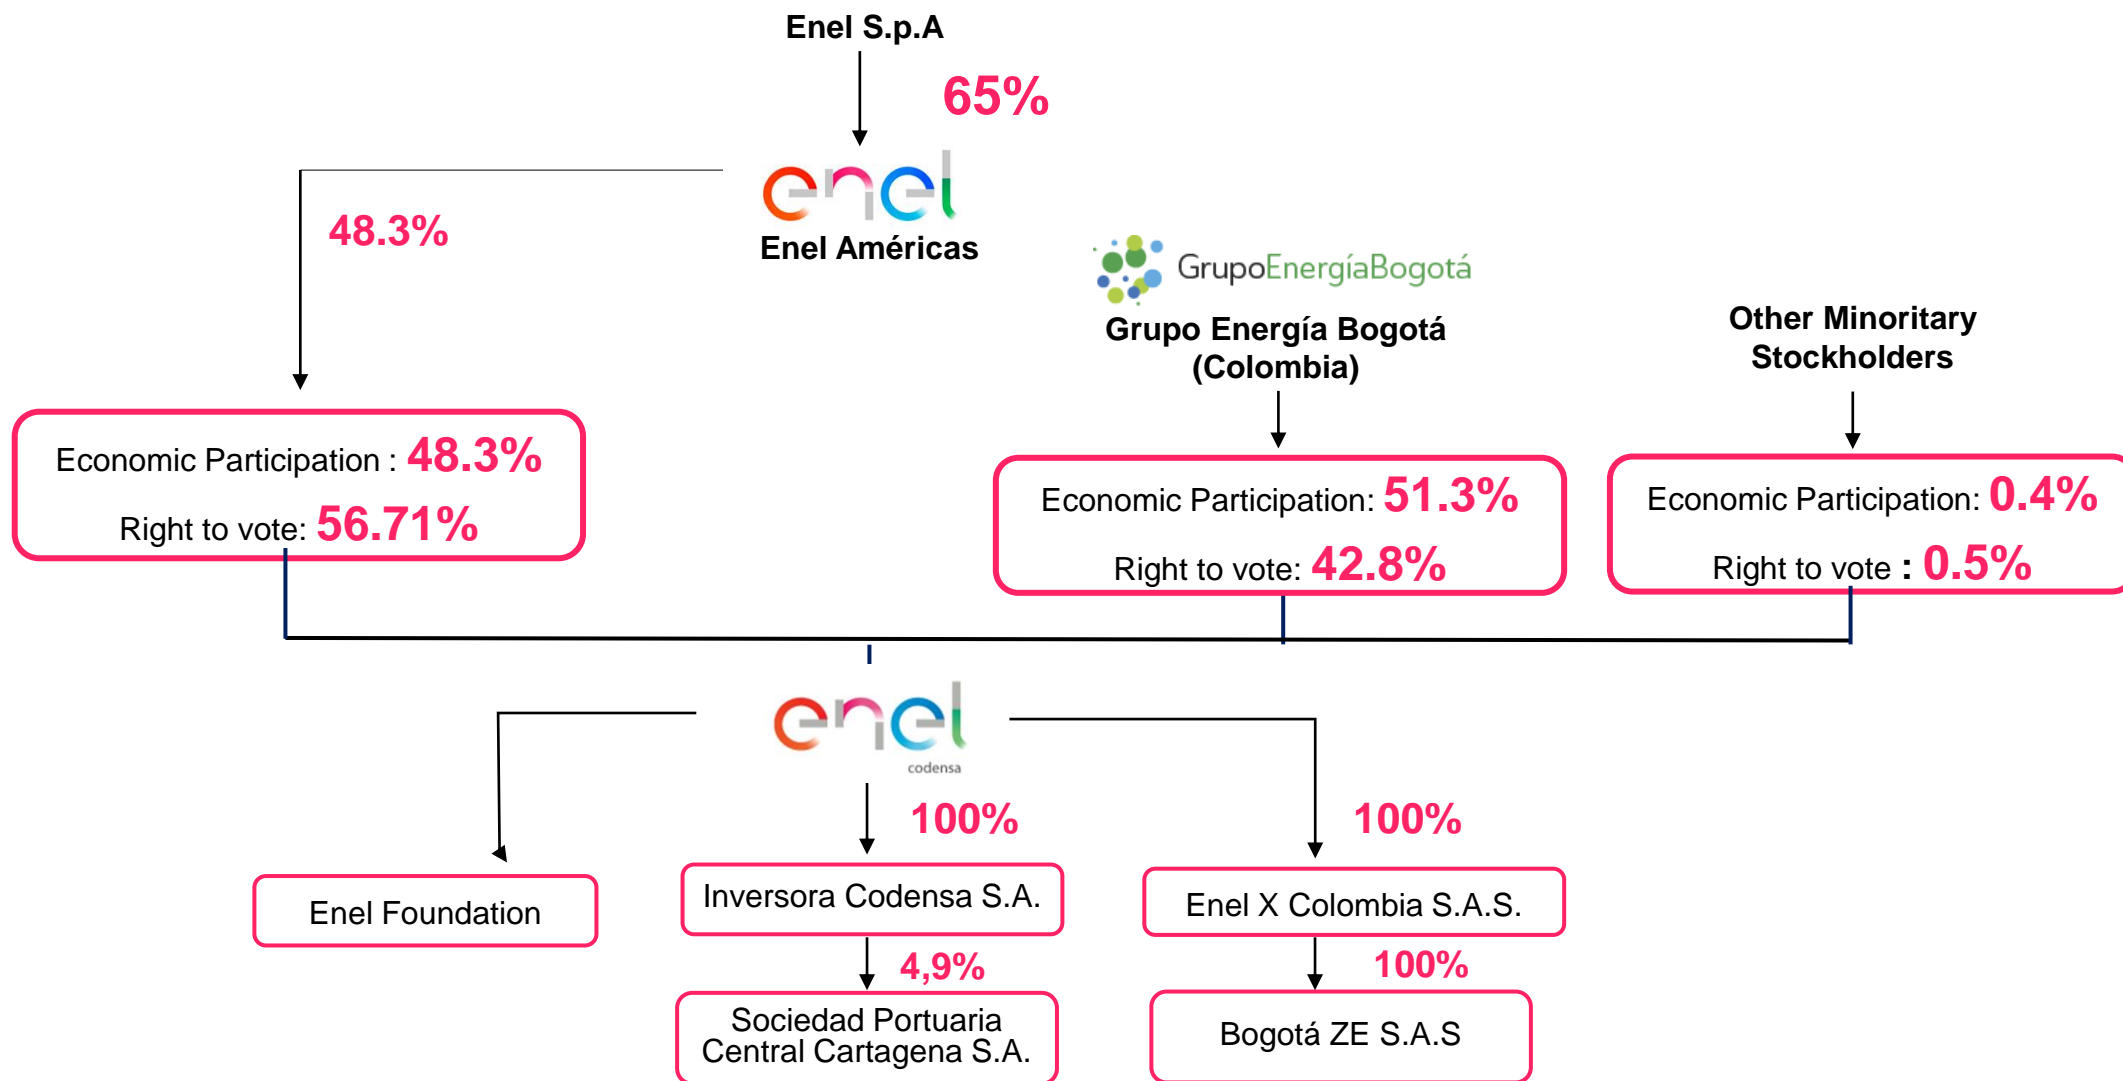 Enel S.p.A
65%
enel
Enel Américas
48.3%
GrupoEnergíaBogotá
Grupo Energía Bogotá
(Colombia)
Other Minoritary
Stockholders
Economic Participation : 48.3%
Right to vote: 56.71%
Economic Participation: 51.3%
Right to vote: 42.8%
Economic Participation: 0.4%
Right to vote : 0.5%
enel
codensa
100%
100%
Enel Foundation
Inversora Codensa S.A.
Enel X Colombia S.A.S.
4,9%
100%
Sociedad Portuaria
Central Cartagena S.A.
Bogotá ZE S.A.S